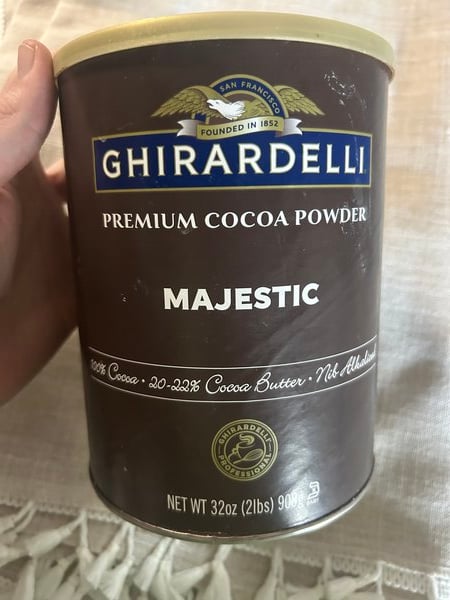 SAN FRANCISCO
FOUNDED IN 1852
GHIRARDELLI
PREMIUM COCOA POWDER
MAJESTIC
100% Cocoa • 20-22% Cocoa Butter • Nib Alkalized
GHIRARDELLI
PROFESSIONAL
NET WT 32oz (2lbs) 908g